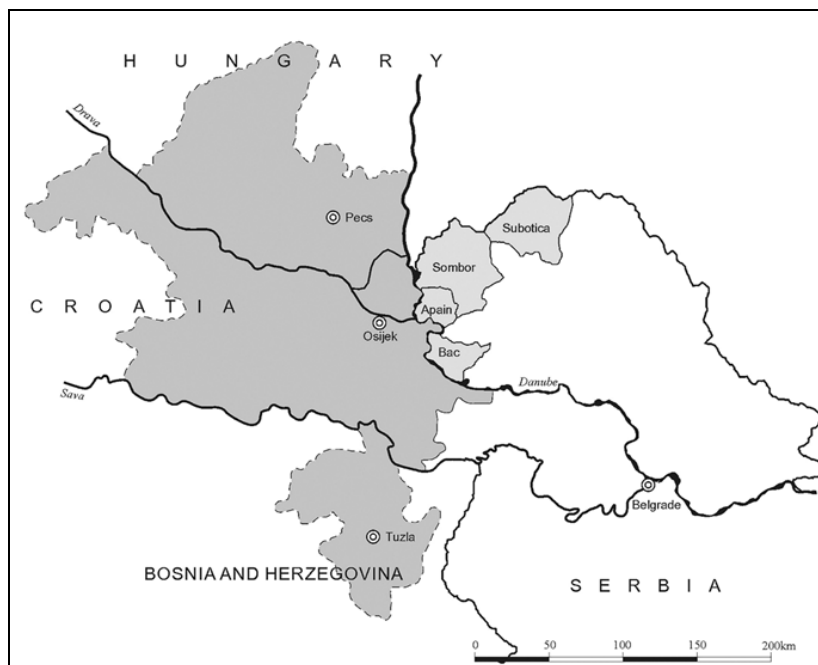 H U N G A R Y
Drava
Pecs
Subotica
Sombor
C R O A T I A
Apain
Osijek
Bac
Sava
Danube
Belgrade
Tuzla
BOSNIA AND HERZEGOVINA
S E R B I A
0 50 100 150 200km